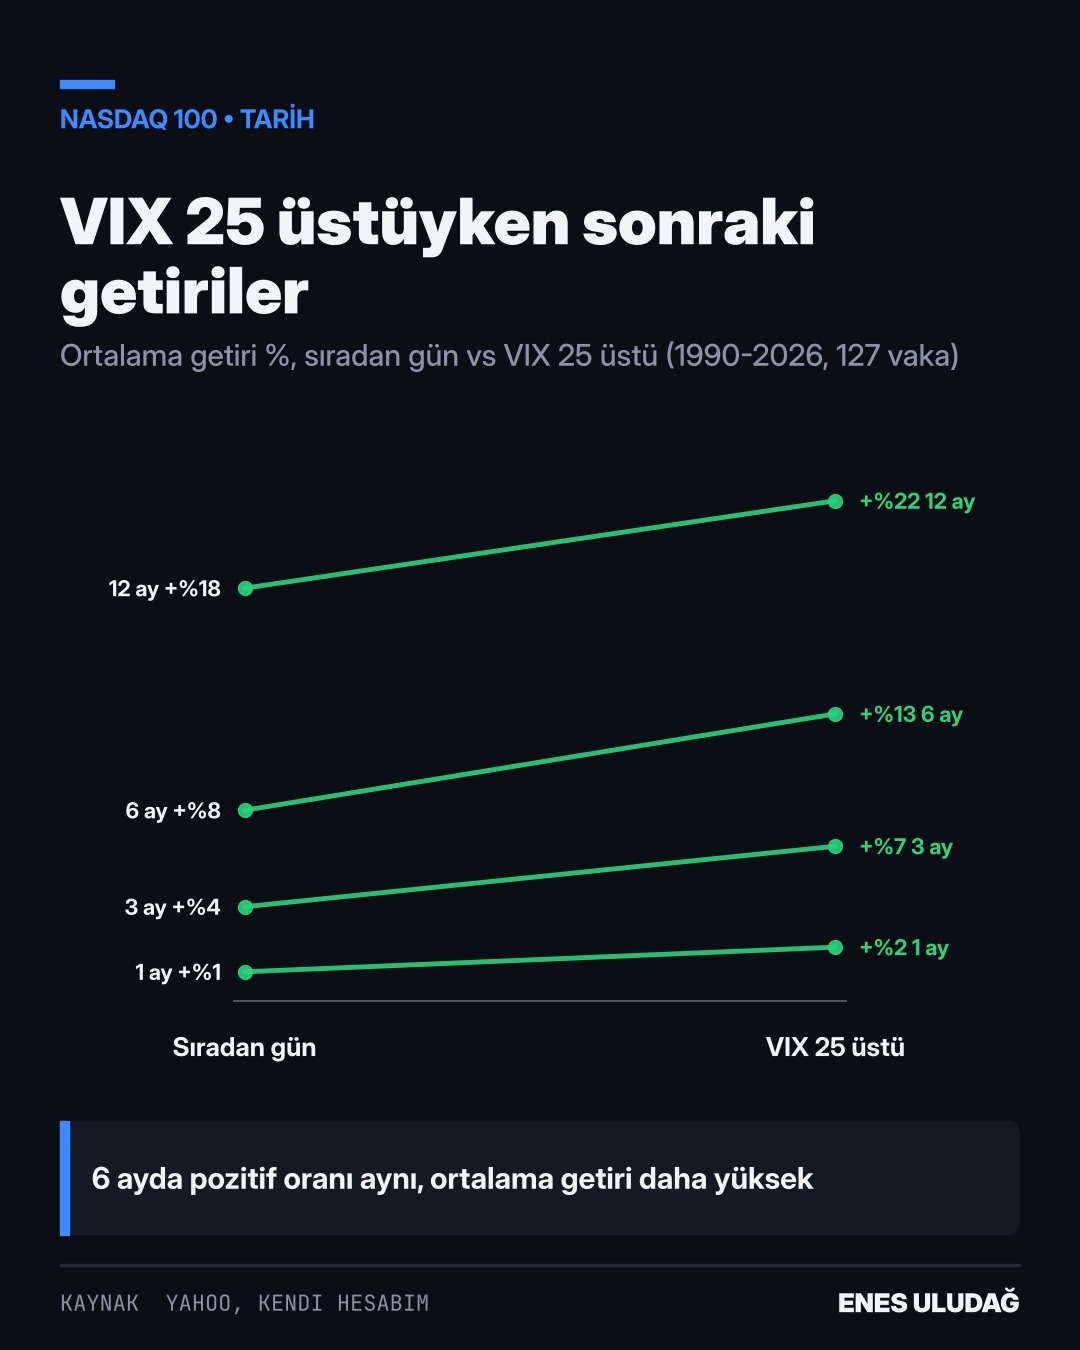 NASDAQ 100 • TARİH
VIX 25 üstüyken sonraki
getiriler
Ortalama getiri %, sıradan gün vs VIX 25 üstü (1990-2026, 127 vaka)
+%22 12 ay
12 ay +%18
+%13 6 ay
6 ay +%8
+%7 3 ay
3 ay +%4
+%2 1 ay
1 ay +%1
Sıradan gün VIX 25 üstü
6 ayda pozitif oranı aynı, ortalama getiri daha yüksek
KAYNAK YAHOO, KENDI HESABIM ENES ULUDAĞ